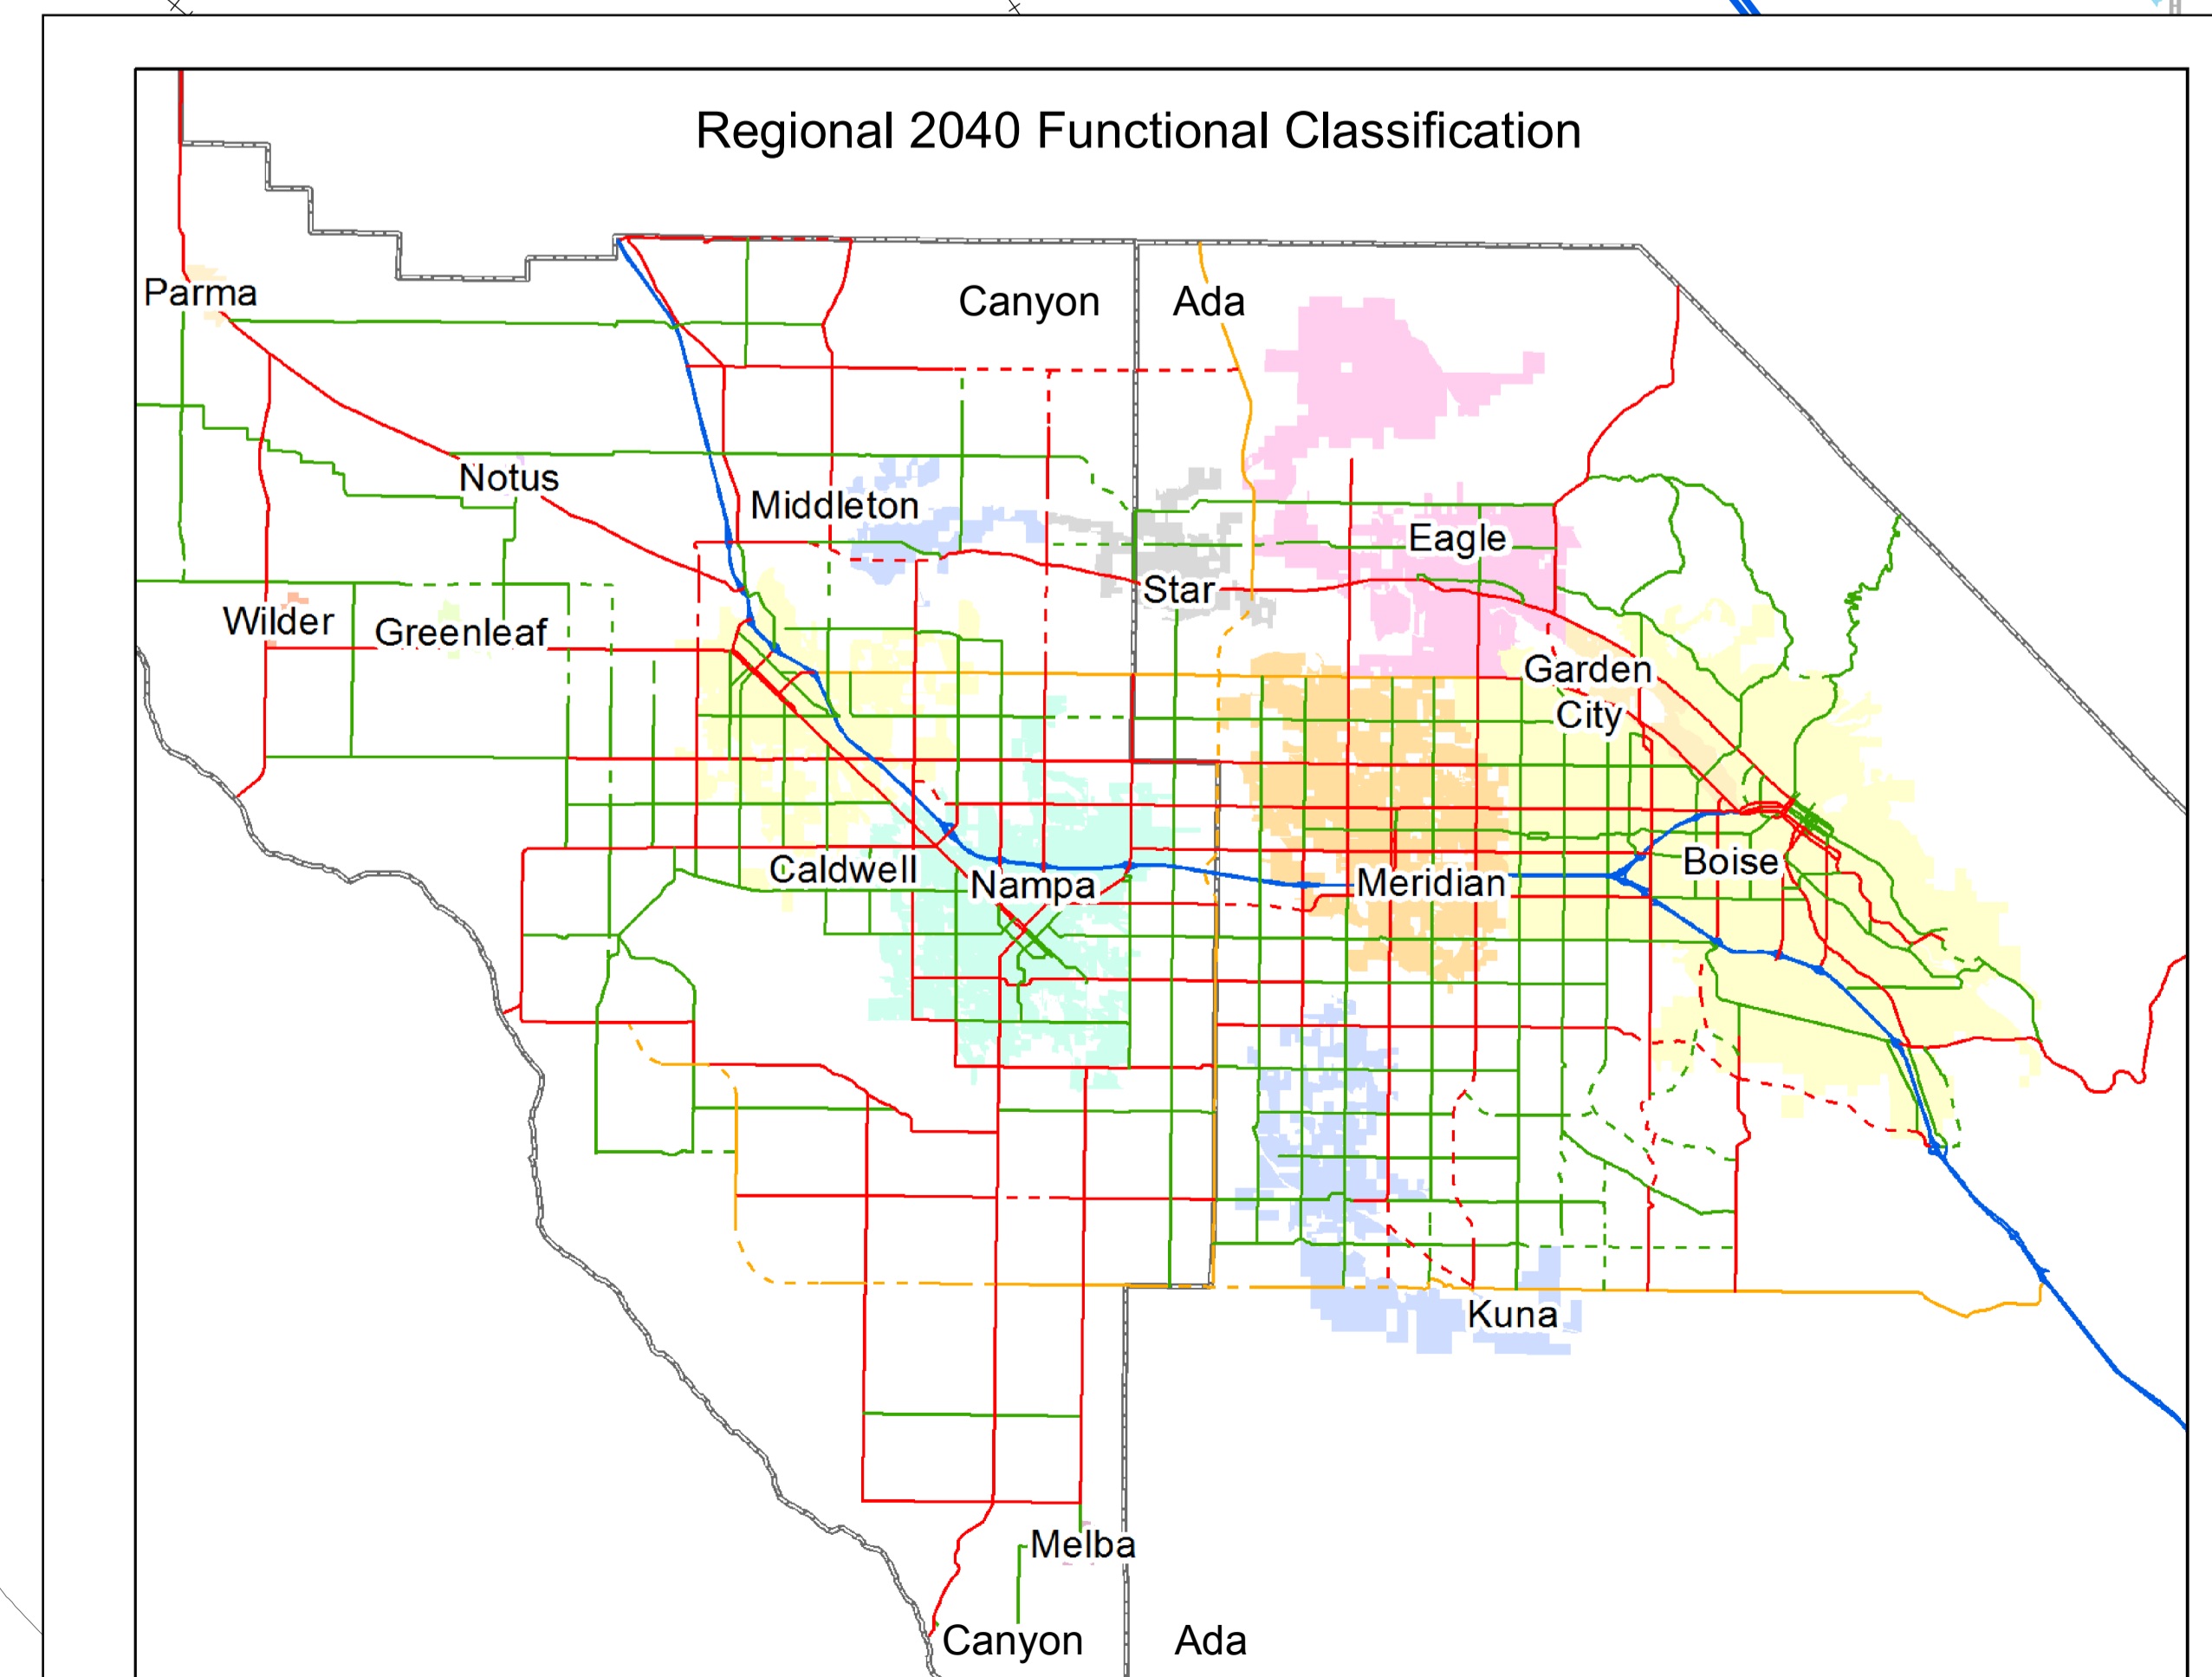 Regional 2040 Functional Classification
Parma
Canyon
Ada
Notus
Middleton
Eagle
Star
Wilder
Greenleaf
Garden
City
Caldwell
Nampa
Meridian
Boise
Kuna
Melba
Canyon
Ada